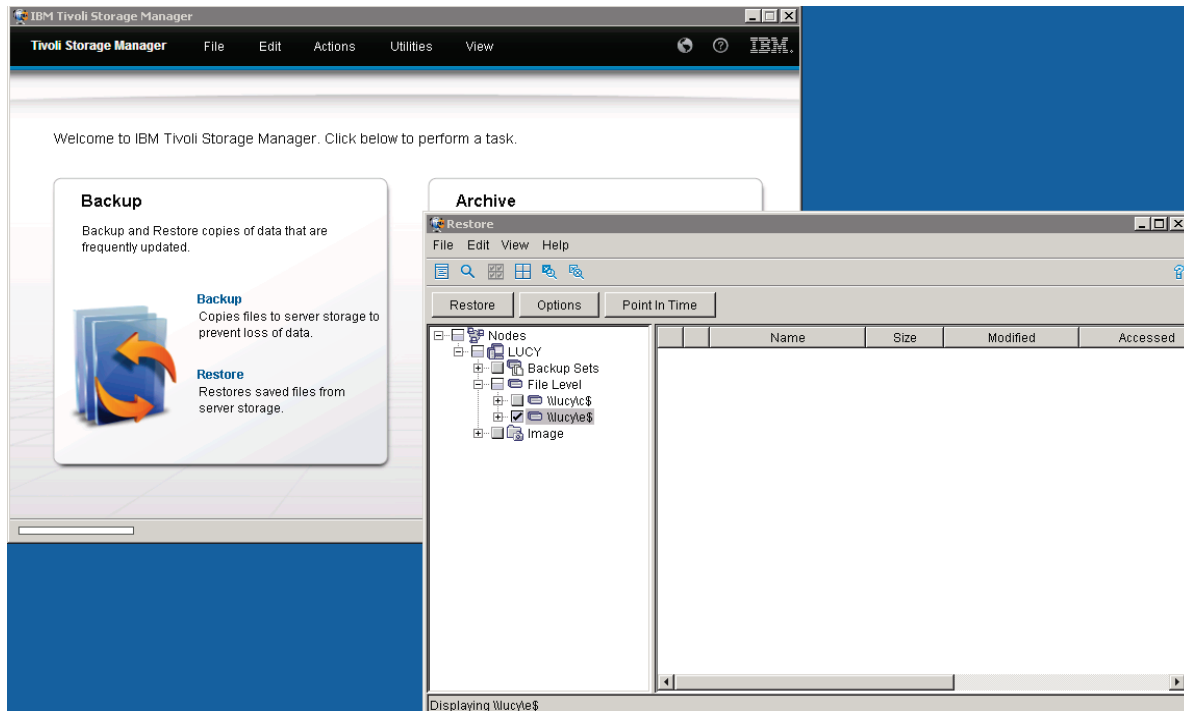 IBM Tivoli Storage Manager
Tivoli Storage Manager File Edit Actions Utilities View IBM.
Welcome to IBM Tivoli Storage Manager. Click below to perform a task.
Backup
Backup and Restore copies of data that are
frequently updated.
Backup
Copies files to server storage to
prevent loss of data.
Restore
Restores saved files from
server storage.
Archive
Restore
File Edit View Help
Restore Options Point In Time
Nodes
LUCY
Backup Sets
File Level
\\lucy\c$
\\lucy\e$
Image
Name Size Modified Accessed
Displaying \\lucy\e$